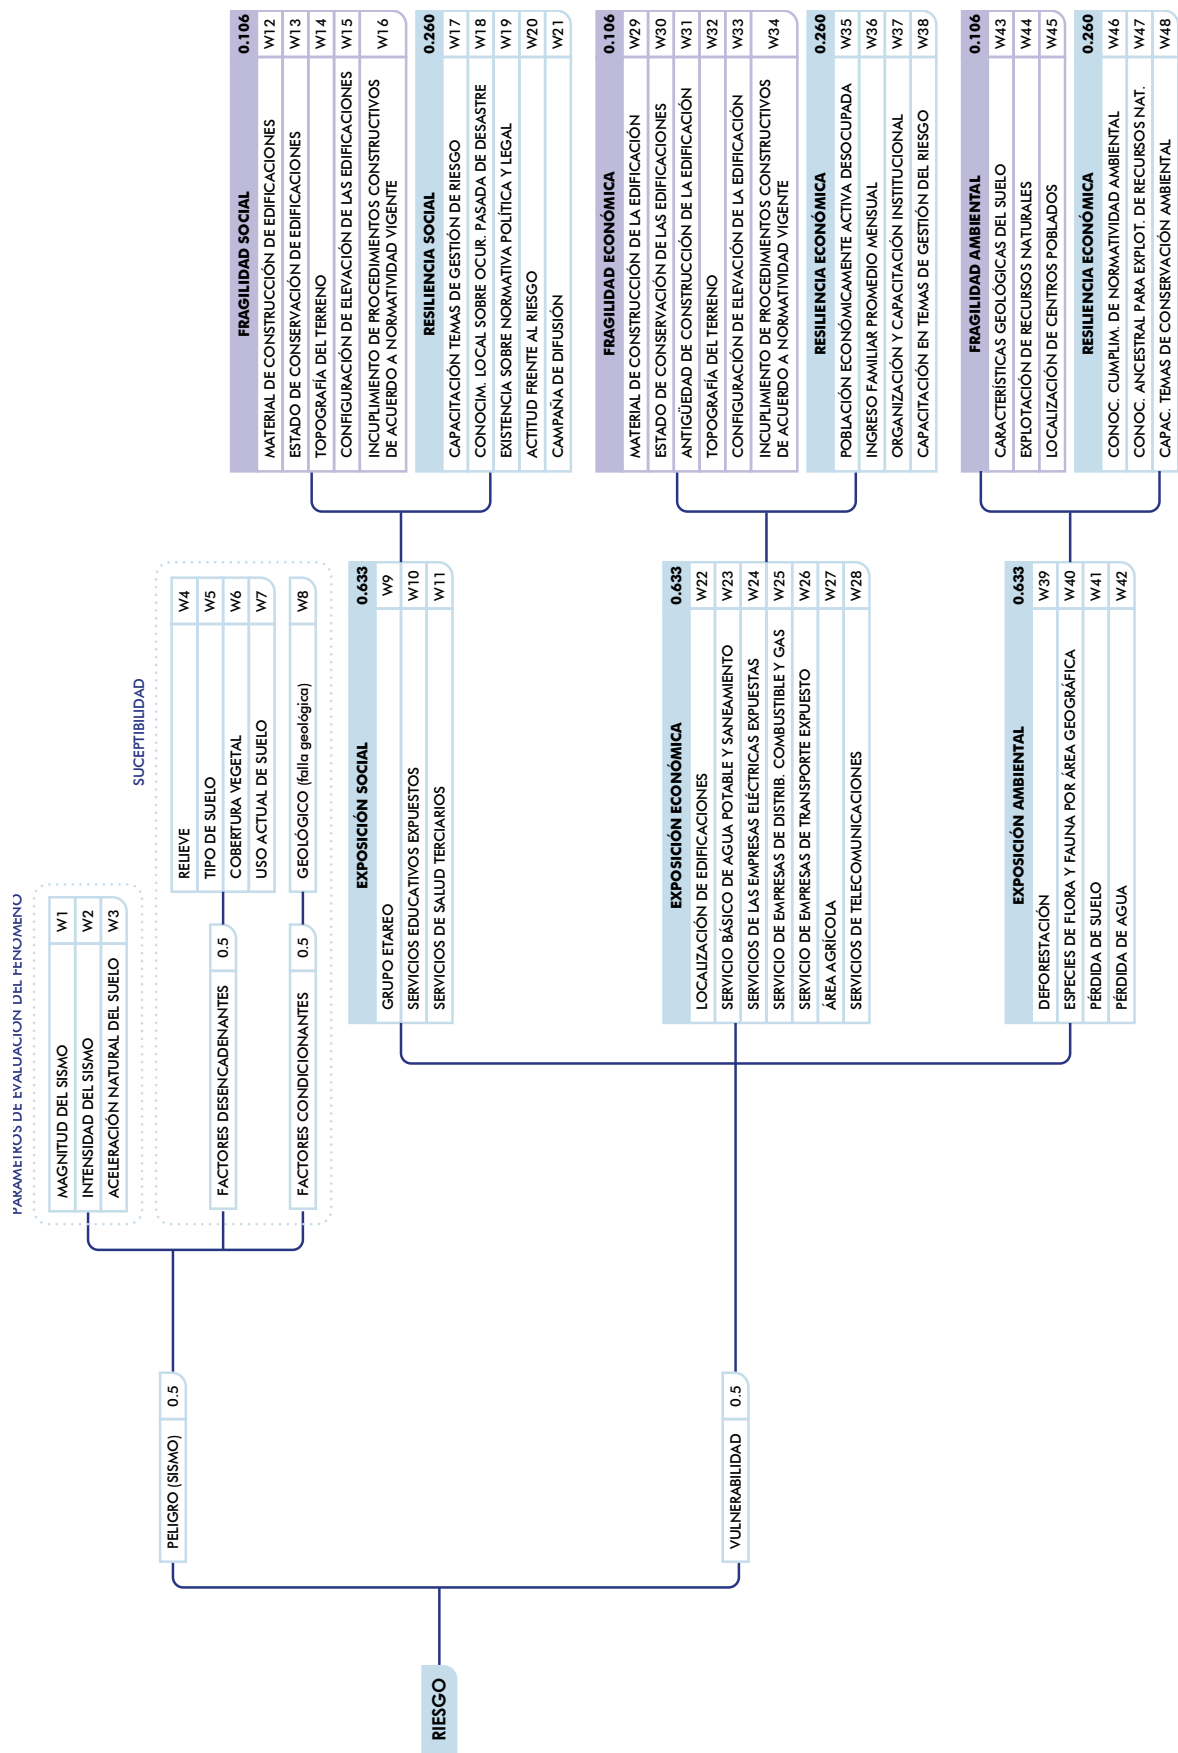 RIESGO
PELIGRO (SISMO) 0.5
VULNERABILIDAD 0.5
PARÁMETROS DE EVALUACIÓN DEL FENÓMENO
MAGNITUD DEL SISMO W1
INTENSIDAD DEL SISMO W2
ACELERACIÓN NATURAL DEL SUELO W3
SUCEPTIBILIDAD
FACTORES DESENCADENANTES 0.5
RELIEVE W4
TIPO DE SUELO W5
COBERTURA VEGETAL W6
USO ACTUAL DE SUELO W7
FACTORES CONDICIONANTES 0.5
GEOLÓGICO (falla geológica) W8
EXPOSICIÓN SOCIAL 0.633
GRUPO ETAREO W9
SERVICIOS EDUCATIVOS EXPUESTOS W10
SERVICIOS DE SALUD TERCIARIOS W11
FRAGILIDAD SOCIAL 0.106
MATERIAL DE CONSTRUCCIÓN DE EDIFICACIONES W12
ESTADO DE CONSERVACIÓN DE EDIFICACIONES W13
TOPOGRAFÍA DEL TERRENO W14
CONFIGURACIÓN DE ELEVACIÓN DE LAS EDIFICACIONES W15
INCUPLIMIENTO DE PROCEDIMIENTOS CONSTRUCTIVOS W16
DE ACUERDO A NORMATIVIDAD VIGENTE
RESILIENCIA SOCIAL 0.260
CAPACITACIÓN TEMAS DE GESTIÓN DE RIESGO W17
CONOCIM. LOCAL SOBRE OCUR. PASADA DE DESASTRE W18
EXISTENCIA SOBRE NORMATIVA POLÍTICA Y LEGAL W19
ACTITUD FRENTE AL RIESGO W20
CAMPAÑA DE DIFUSIÓN W21
EXPOSICIÓN ECONÓMICA 0.633
LOCALIZACIÓN DE EDIFICACIONES W22
SERVICIO BÁSICO DE AGUA POTABLE Y SANEAMIENTO W23
SERVICIOS DE LAS EMPRESAS ELÉCTRICAS EXPUESTAS W24
SERVICIO DE EMPRESAS DE DISTRIB. COMBUSTIBLE Y GAS W25
SERVICIO DE EMPRESAS DE TRANSPORTE EXPUESTO W26
ÁREA AGRÍCOLA W27
SERVICIOS DE TELECOMUNICACIONES W28
FRAGILIDAD ECONÓMICA 0.106
MATERIAL DE CONSTRUCCIÓN DE LA EDIFICACIÓN W29
ESTADO DE CONSERVACIÓN DE LAS EDIFICACIONES W30
ANTIGÜEDAD DE CONSTRUCCIÓN DE LA EDIFICACIÓN W31
TOPOGRAFÍA DEL TERRENO W32
CONFIGURACIÓN DE ELEVACIÓN DE LA EDIFICACIÓN W33
INCUPLIMIENTO DE PROCEDIMIENTOS CONSTRUCTIVOS W34
DE ACUERDO A NORMATIVIDAD VIGENTE
RESILIENCIA ECONÓMICA 0.260
POBLACIÓN ECONÓMICAMENTE ACTIVA DESOCUPADA W35
INGRESO FAMILIAR PROMEDIO MENSUAL W36
ORGANIZACIÓN Y CAPACITACIÓN INSTITUCIONAL W37
CAPACITACIÓN EN TEMAS DE GESTIÓN DEL RIESGO W38
EXPOSICIÓN AMBIENTAL 0.633
DEFORESTACIÓN W39
ESPECIES DE FLORA Y FAUNA POR ÁREA GEOGRÁFICA W40
PÉRDIDA DE SUELO W41
PÉRDIDA DE AGUA W42
FRAGILIDAD AMBIENTAL 0.106
CARACTERÍSTICAS GEOLÓGICAS DEL SUELO W43
EXPLOTACIÓN DE RECURSOS NATURALES W44
LOCALIZACIÓN DE CENTROS POBLADOS W45
RESILIENCIA ECONÓMICA 0.260
CONOC. CUMPLIM. DE NORMATIVIDAD AMBIENTAL W46
CONOC. ANCESTRAL PARA EXPLOT. DE RECURSOS NAT. W47
CAPAC. TEMAS DE CONSERVACIÓN AMBIENTAL W48